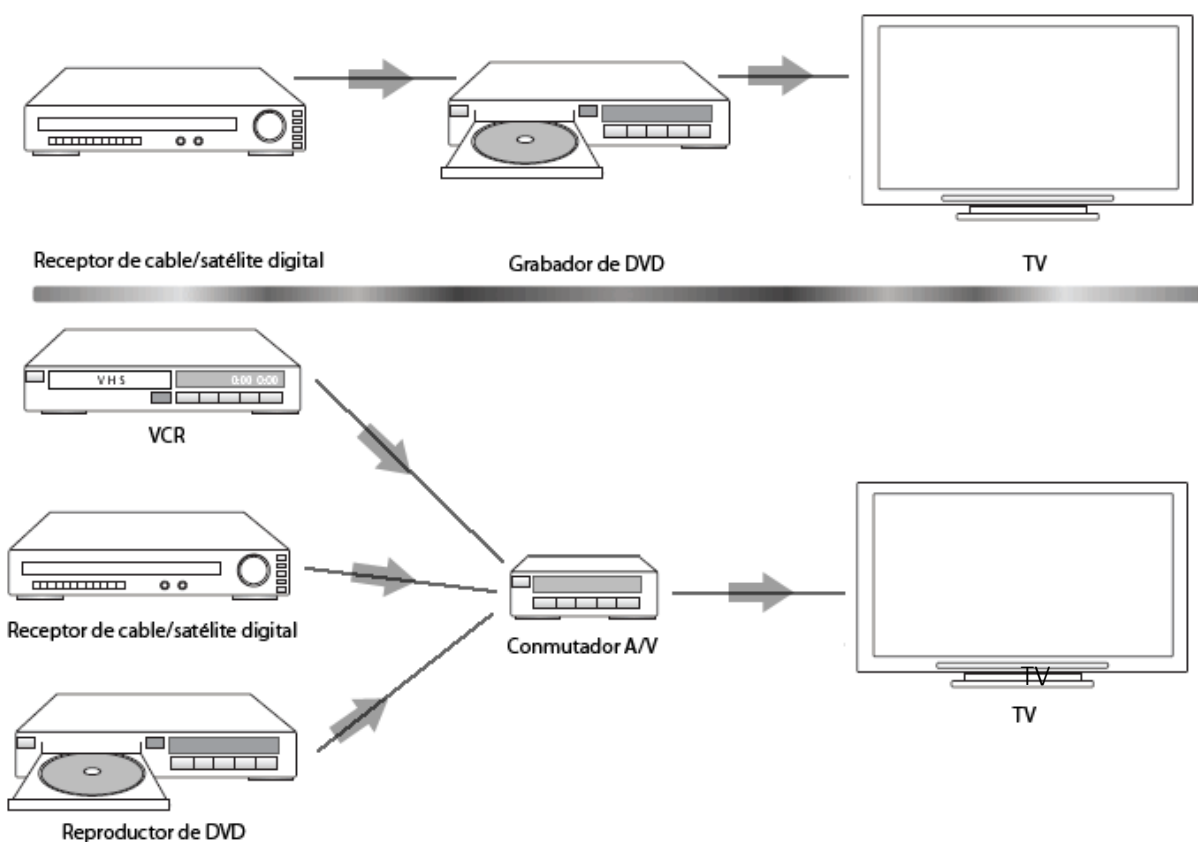 Receptor de cable/satélite digital
Grabador de DVD
TV
VHS
0:00 0:00
VCR
Receptor de cable/satélite digital
Conmutador A/V
TV
TV
Reproductor de DVD